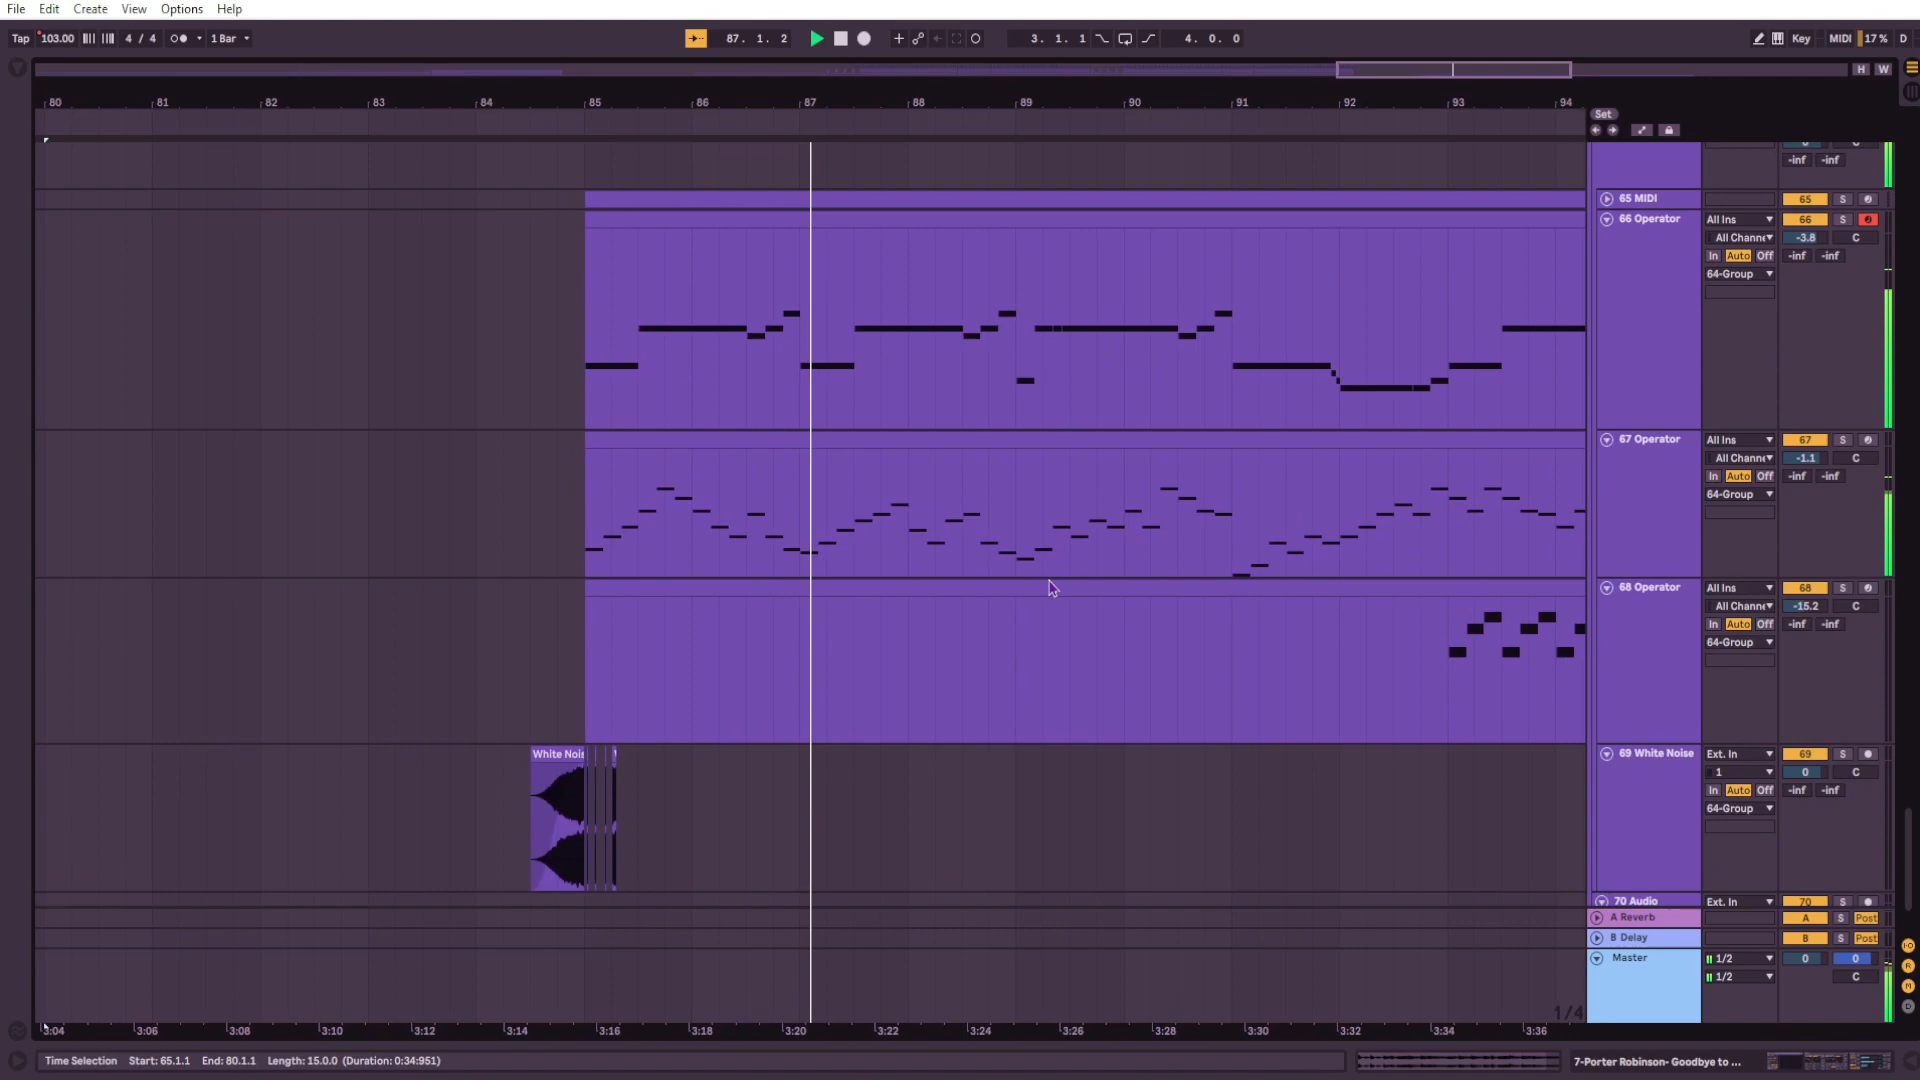 File Edit Create View Options Help
Tap 103.00 4 / 4 1 Bar 87. 1. 2 3. 1. 1 4. 0. 0 Key MIDI 17 % D
H W
80 81 82 83 84 85 86 87 88 89 90 91 92 93 94
Set
0 C
-inf -inf
65 MIDI 65 S
66 Operator All Ins 66 S
All Channe -3.8 C
In Auto Off -inf -inf
64-Group
67 Operator All Ins 67 S
All Channe -1.1 C
In Auto Off -inf -inf
64-Group
68 Operator All Ins 68 S
All Channe -15.2 C
In Auto Off -inf -inf
64-Group
White Nois
69 White Noise Ext. In 69 S
1 0 C
In Auto Off -inf -inf
64-Group
70 Audio Ext. In 70 S
A Reverb A S Post
B Delay B S Post
Master 1/2 0 0
1/2 C
1/4
3:04 3:06 3:08 3:10 3:12 3:14 3:16 3:18 3:20 3:22 3:24 3:26 3:28 3:30 3:32 3:34 3:36
Time Selection Start: 65.1.1 End: 80.1.1 Length: 15.0.0 (Duration: 0:34:951) 7-Porter Robinson- Goodbye to ...